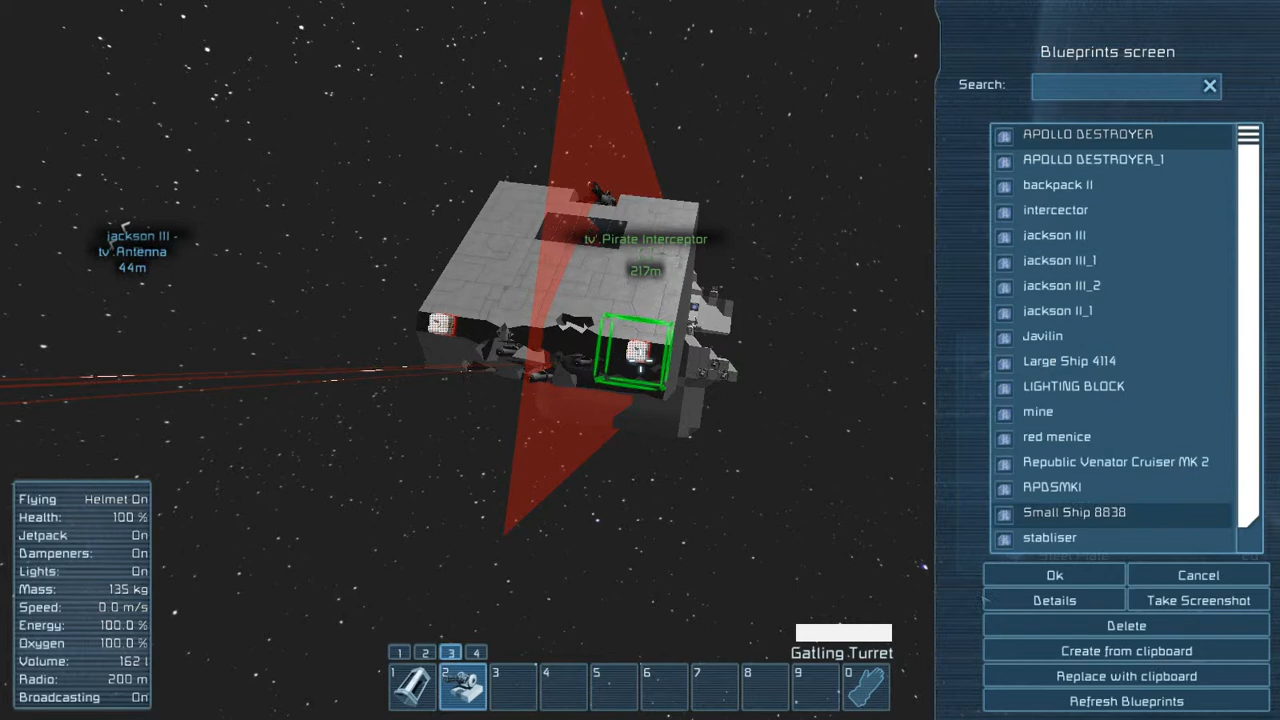 Blueprints screen
Search:
APOLLO DESTROYER
APOLLO DESTROYER_1
backpack II
intercector
jackson III
jackson III_1
jackson III_2
jackson II_1
Javilin
Large Ship 4114
LIGHTING BLOCK
mine
red menice
Republic Venator Cruiser MK 2
RPDSMKI
Small Ship 8838
stabliser
Ok
Cancel
Details
Take Screenshot
Delete
Create from clipboard
Replace with clipboard
Refresh Blueprints
jackson III -
tv.Antenna
44m
tv.Pirate Interceptor
217m
Flying Helmet On
Health: 100 %
Jetpack On
Dampeners: On
Lights: On
Mass: 135 kg
Speed: 0.0 m/s
Energy: 100.0 %
Oxygen 100.0 %
Volume: 162 l
Radio: 200 m
Broadcasting On
Gatling Turret
1 2 3 4
1 2 3 4 5 6 7 8 9 0